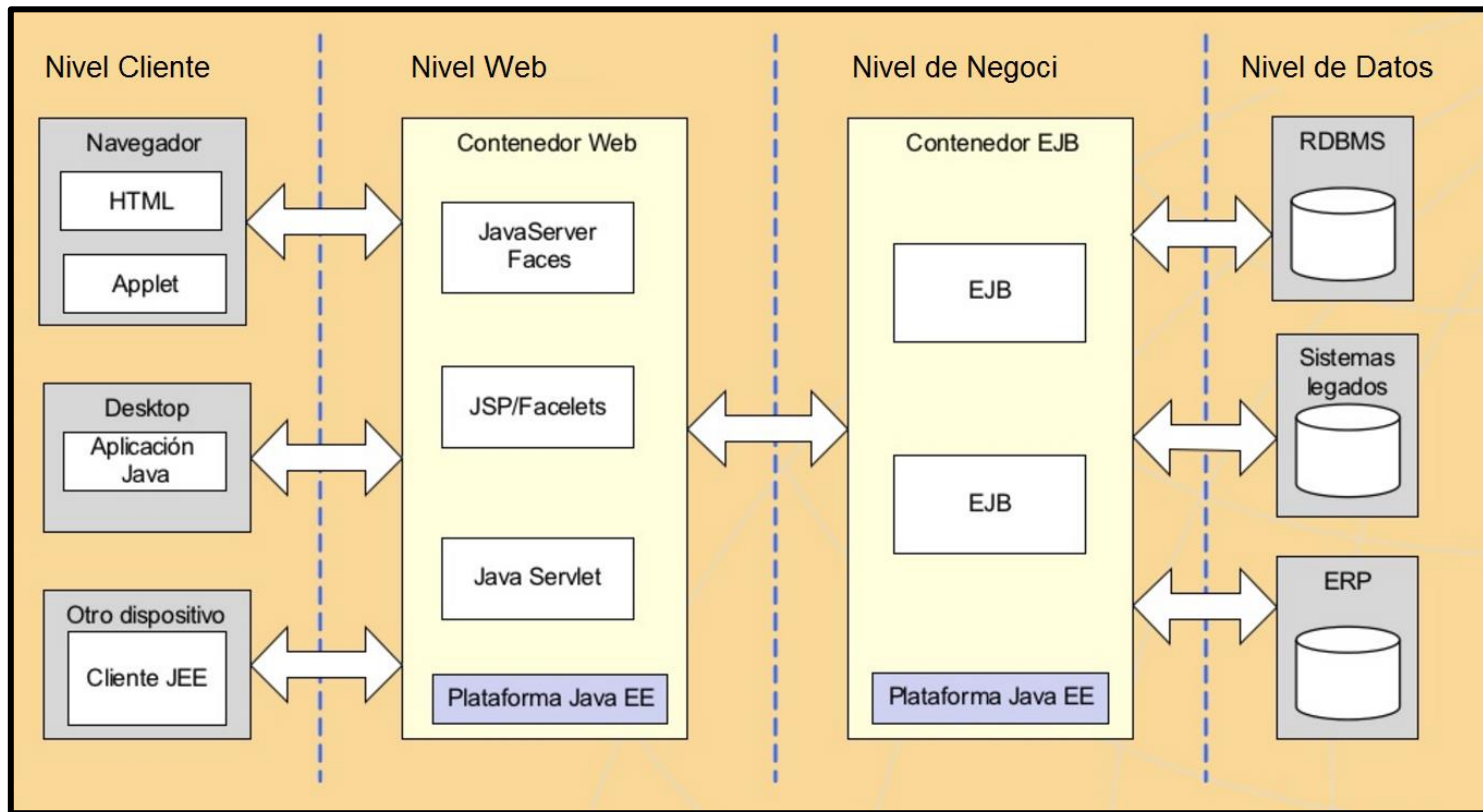 Nivel Cliente
Nivel Web
Nivel de Negoci
Nivel de Datos
Navegador
HTML
Applet
Desktop
Aplicación
Java
Otro dispositivo
Cliente JEE
Contenedor Web
JavaServer
Faces
JSP/Facelets
Java Servlet
Plataforma Java EE
Contenedor EJB
EJB
EJB
Plataforma Java EE
RDBMS
Sistemas
legados
ERP